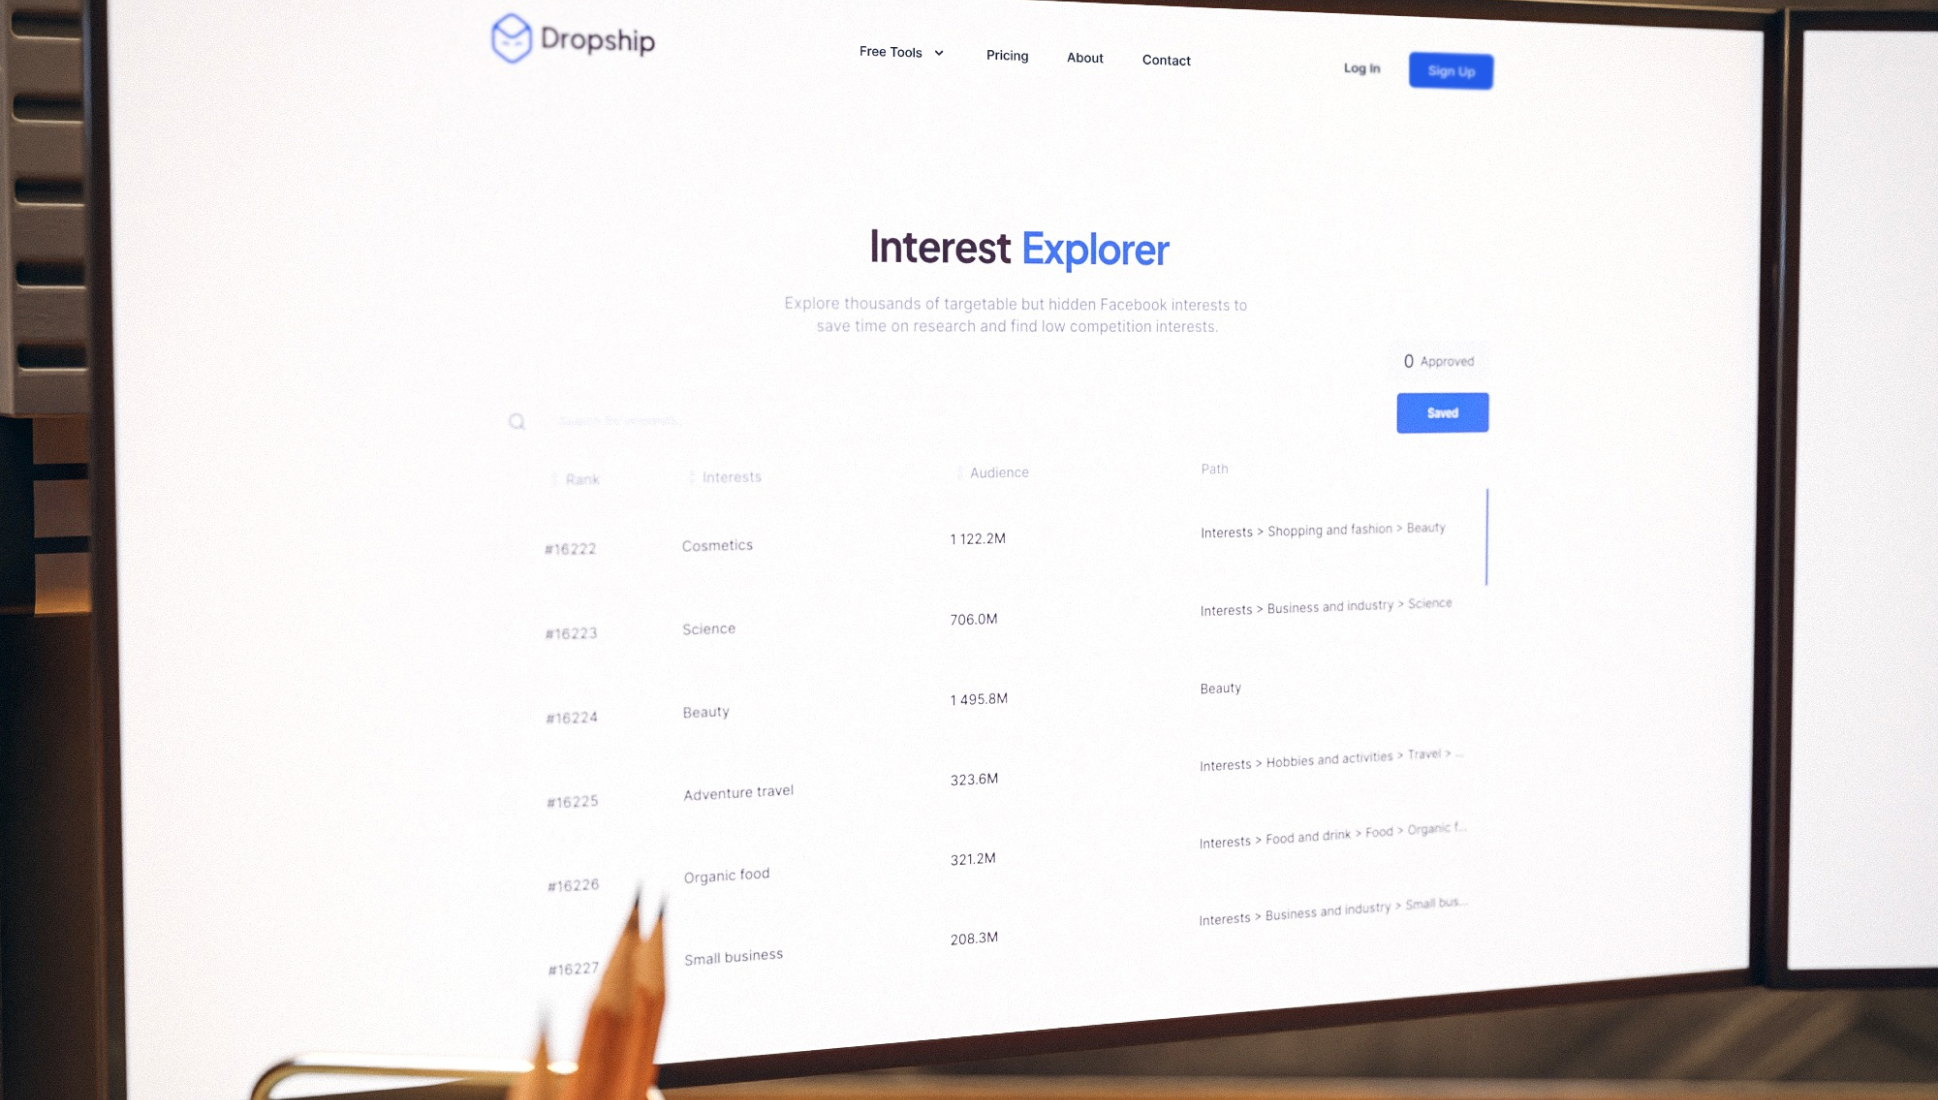 Dropship
Free Tools
Pricing
About
Contact
Log In
Sign Up
Interest Explorer
Explore thousands of targetable but hidden Facebook interests to
save time on research and find low competition interests.
0 Approved
Saved
Rank Interests Audience Path
#16222 Cosmetics 1 122.2M Interests > Shopping and fashion > Beauty
#16223 Science 706.0M Interests > Business and industry > Science
#16224 Beauty 1 495.8M Beauty
#16225 Adventure travel 323.6M Interests > Hobbies and activities > Travel > ...
#16226 Organic food 321.2M Interests > Food and drink > Food > Organic f...
#16227 Small business 208.3M Interests > Business and industry > Small bus...